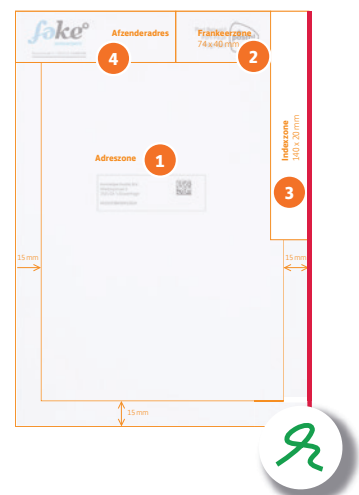 fake
Afzenderadres
4
Frankeerzone
74 x 40 mm
2
Indexzone
140 x 20 mm
3
Adreszone
1
15 mm
15 mm
15 mm